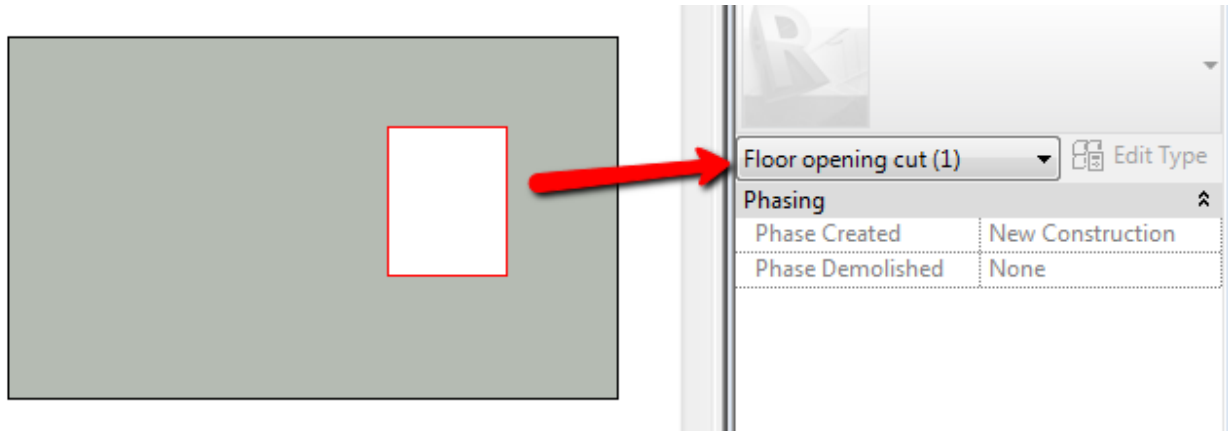 Floor opening cut (1)
Edit Type
Phasing
Phase Created New Construction
Phase Demolished None